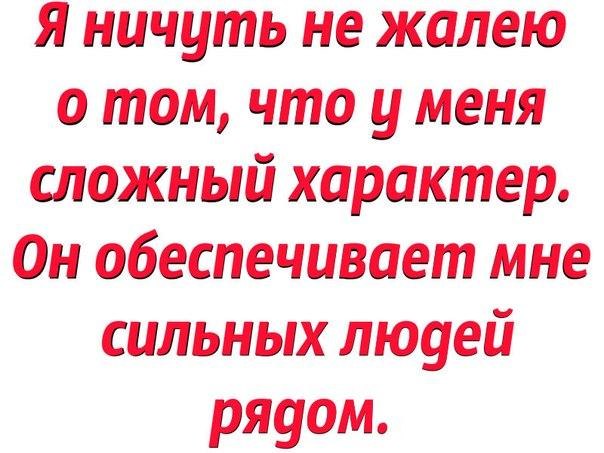 Я ничуть не жалею
о том, что у меня
сложный характер.
Он обеспечивает мне
сильных людей
рядом.